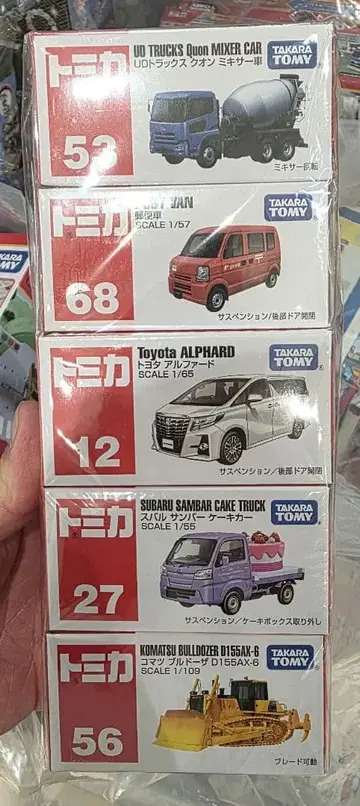 トミカ
53
UD TRUCKS Quon MIXER CAR
UDトラックス クオン ミキサー車
TAKARA
TOMY
ミキサー回転
トミカ
68
VAN
郵便車
SCALE 1/57
TAKARA
TOMY
サスペンション/後部ドア開閉
トミカ
12
Toyota ALPHARD
トヨタ アルファード
SCALE 1/65
TAKARA
TOMY
サスペンション/後部ドア開閉
トミカ
27
SUBARU SAMBAR CAKE TRUCK
スバル サンバー ケーキカー
SCALE 1/55
TAKARA
TOMY
サスペンション/ケーキボックス取り外し
トミカ
56
KOMATSU BULLDOZER D155AX-6
コマツ ブルドーザ D155AX-6
SCALE 1/109
TAKARA
TOMY
ブレード可動
TAKARA
TOMY